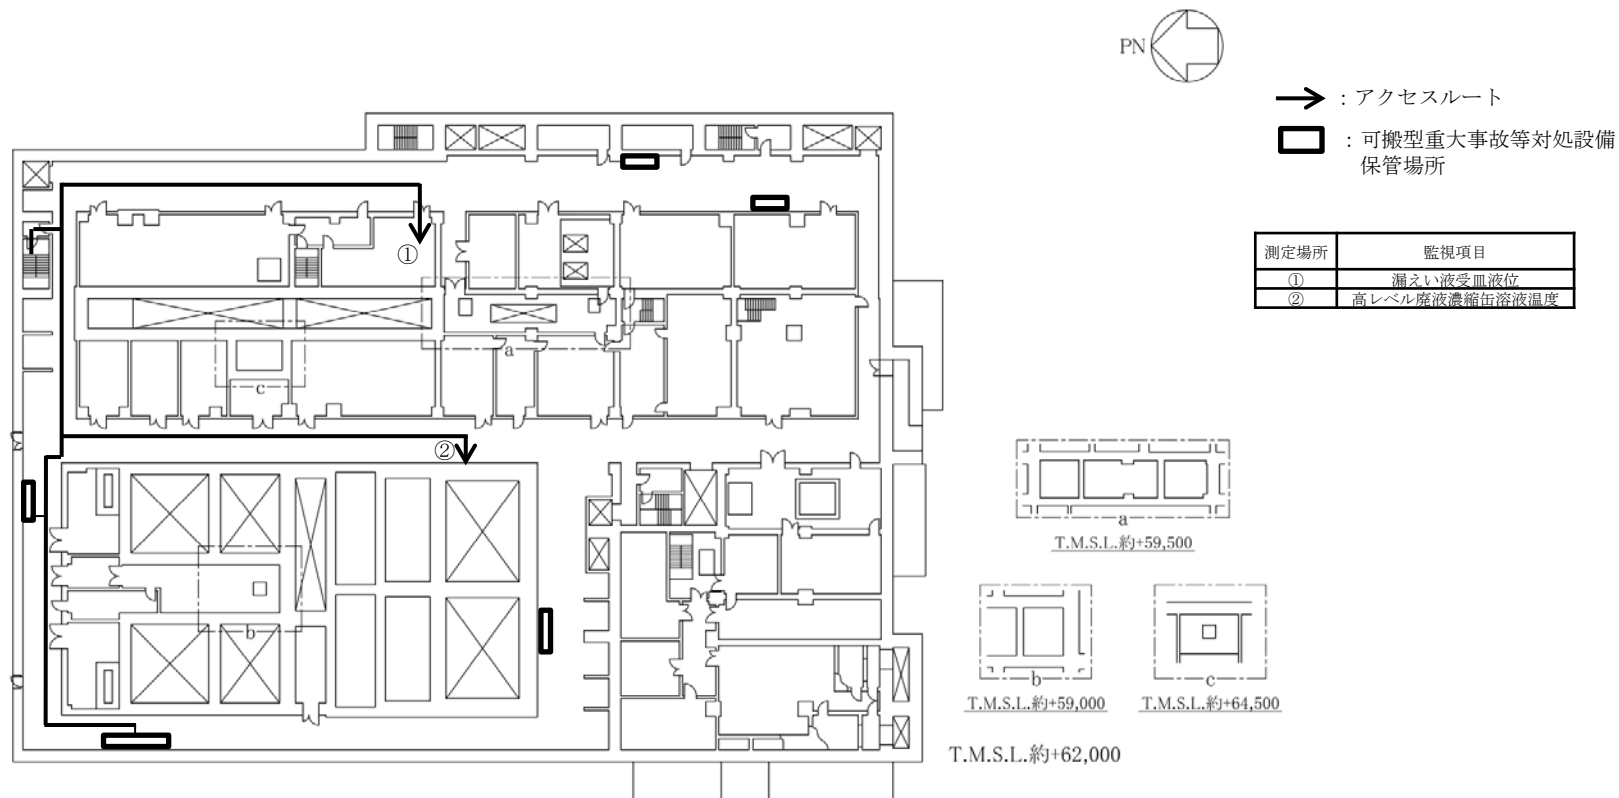 PN
：アクセスルート
：可搬型重大事故等対処設備
保管場所
測定場所 監視項目
① 漏えい液受皿液位
② 高レベル廃液濃縮缶溶液温度
①
a
c
②
b
a
T.M.S.L.約+59,500
b
T.M.S.L.約+59,000
c
T.M.S.L.約+64,500
T.M.S.L.約+62,000